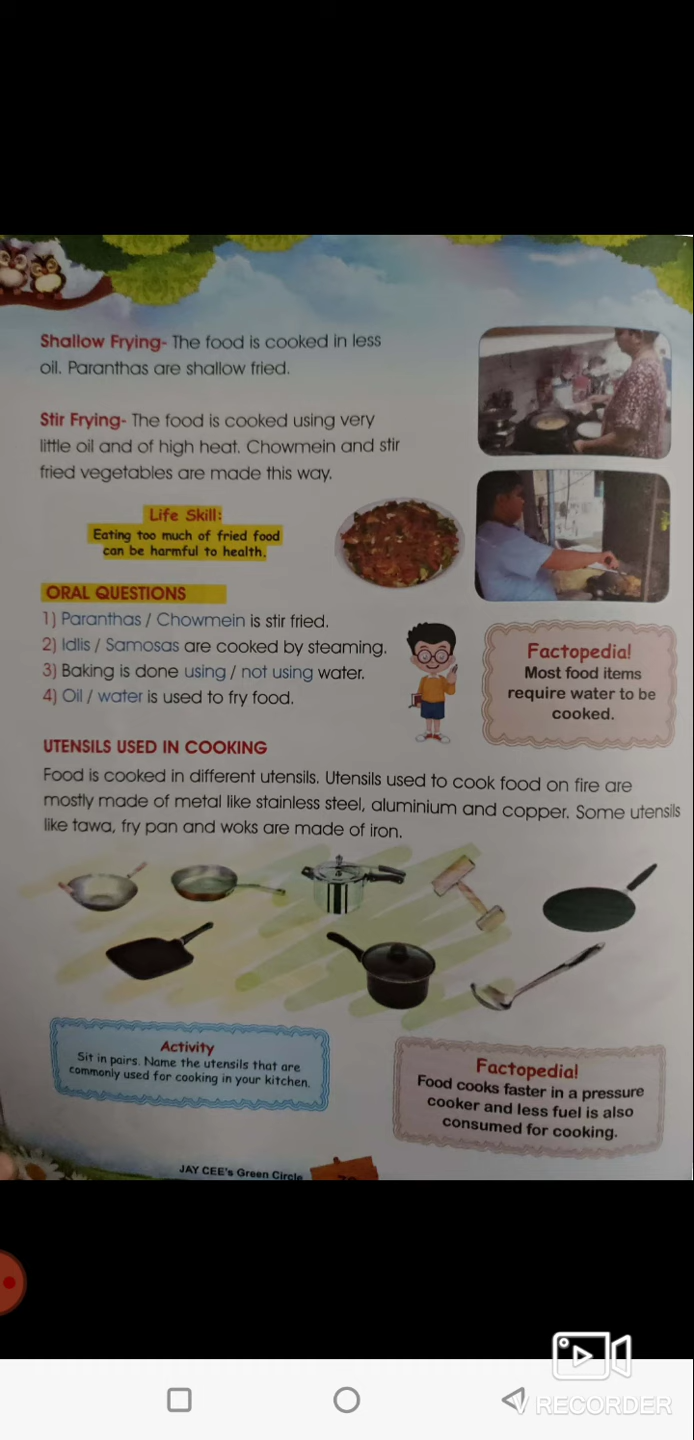 Shallow Frying- The food is cooked in less
oil. Paranthas are shallow fried.
Stir Frying- The food is cooked using very
little oil and of high heat. Chowmein and stir
fried vegetables are made this way.
Life Skill:
Eating too much of fried food
can be harmful to health.
ORAL QUESTIONS
1) Paranthas / Chowmein is stir fried.
2) Idlis / Samosas are cooked by steaming.
3) Baking is done using / not using water.
4) Oil / water is used to fry food.
Factopedia!
Most food items
require water to be
cooked.
UTENSILS USED IN COOKING
Food is cooked in different utensils. Utensils used to cook food on fire are
mostly made of metal like stainless steel, aluminium and copper. Some utensils
like tawa, fry pan and woks are made of iron.
Activity
Sit in pairs. Name the utensils that are
commonly used for cooking in your kitchen.
Factopedia!
Food cooks faster in a pressure
cooker and less fuel is also
consumed for cooking.
JAY CEE's Green Circle
V RECORDER